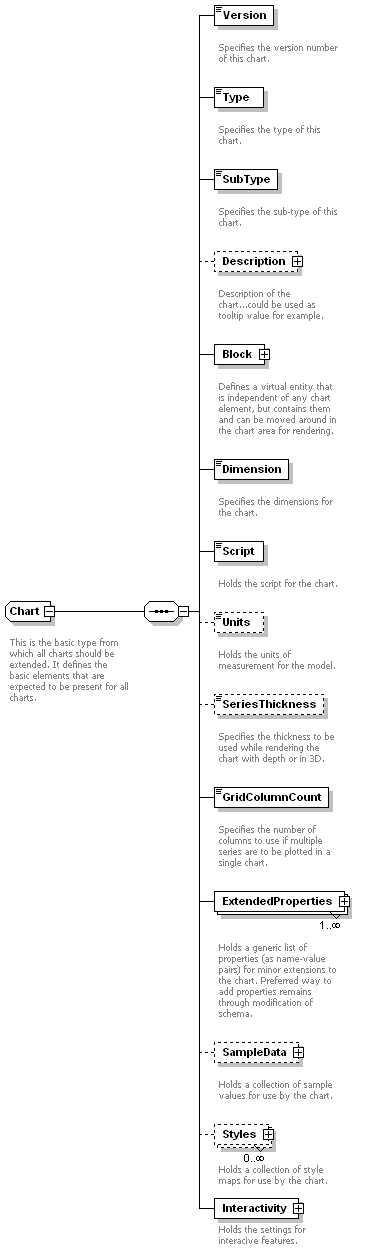 Version
Specifies the version number
of this chart.
Type
Specifies the type of this
chart.
SubType
Specifies the sub-type of this
chart.
Description
Description of the
chart...could be used as
tooltip value for example.
Block
Defines a virtual entity that
is independent of any chart
element, but contains them
and can be moved around in
the chart area for rendering.
Dimension
Specifies the dimensions for
the chart.
Script
Holds the script for the chart.
Chart
This is the basic type from
which all charts should be
extended. It defines the
basic elements that are
expected to be present for all
charts.
Units
Holds the units of
measurement for the model.
SeriesThickness
Specifies the thickness to be
used while rendering the
chart with depth or in 3D.
GridColumnCount
Specifies the number of
columns to use if multiple
series are to be plotted in a
single chart.
ExtendedProperties
1..∞
Holds a generic list of
properties (as name-value
pairs) for minor extensions to
the chart. Preferred way to
add properties remains
through modification of
schema.
SampleData
Holds a collection of sample
values for use by the chart.
Styles
0..∞
Holds a collection of style
maps for use by the chart.
Interactivity
Holds the settings for
interacive features.